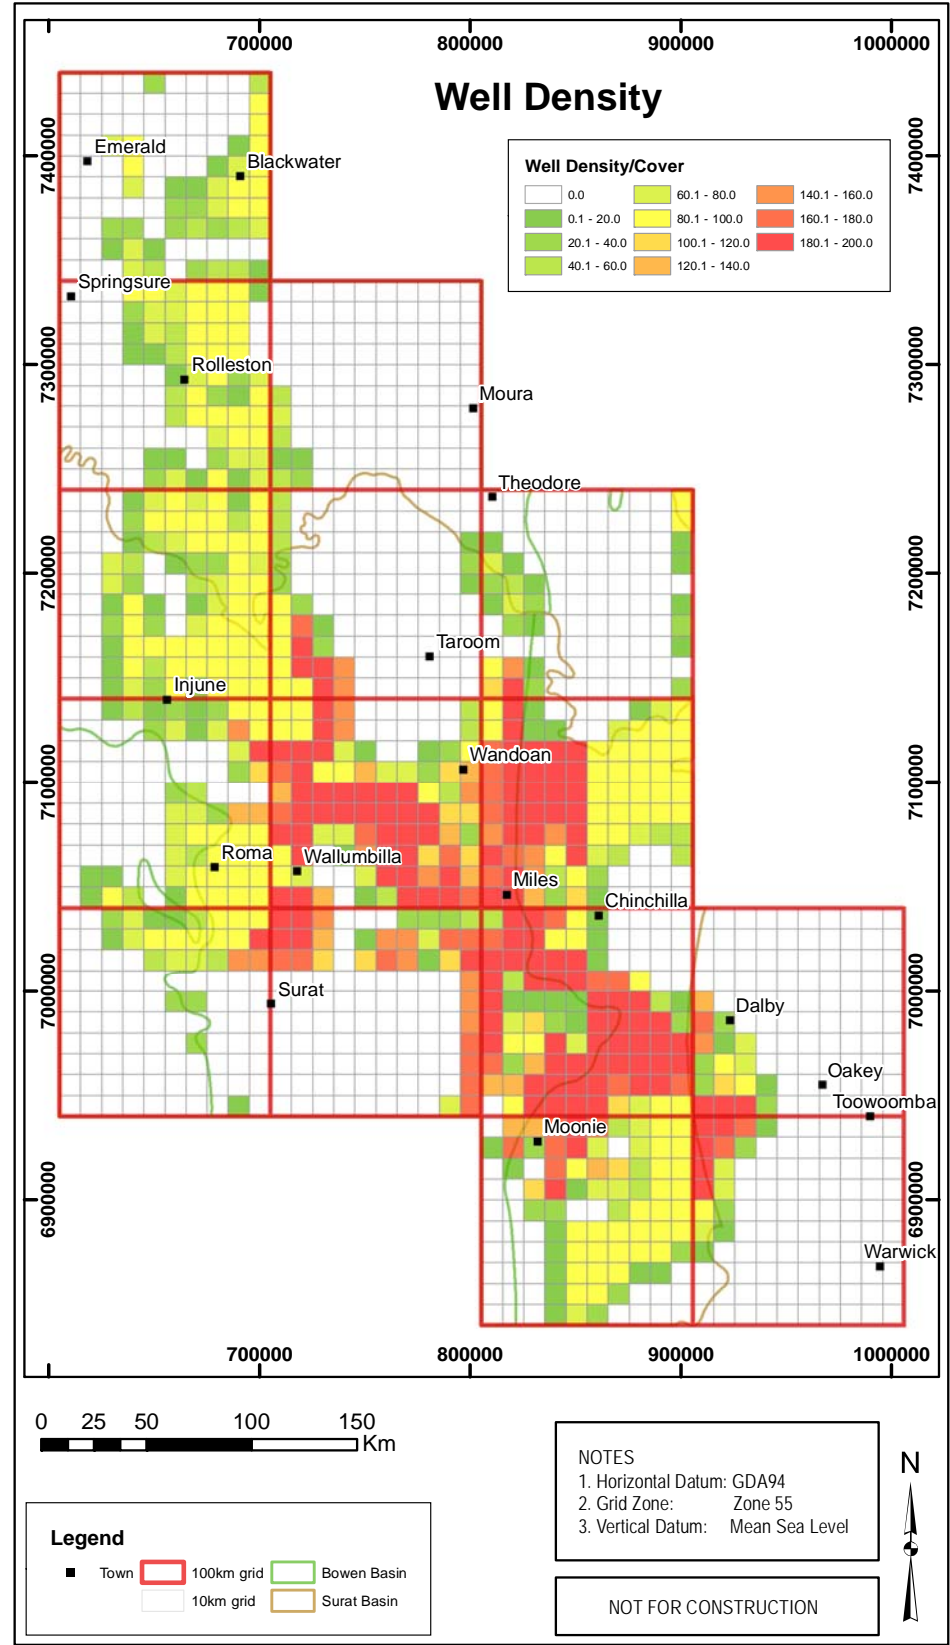 700000 800000 900000 1000000
Well Density
7400000 7400000
Emerald
Blackwater
Well Density/Cover
0.0 60.1 - 80.0 140.1 - 160.0
0.1 - 20.0 80.1 - 100.0 160.1 - 180.0
20.1 - 40.0 100.1 - 120.0 180.1 - 200.0
40.1 - 60.0 120.1 - 140.0
Springsure
7300000 7300000
Rolleston
Moura
Theodore
7200000 7200000
Taroom
Injune
7100000 7100000
Wandoan
Roma
Wallumbilla
Miles
Chinchilla
7000000 7000000
Surat
Dalby
Oakey
Toowoomba
Moonie
6900000 6900000
Warwick
700000 800000 900000 1000000
0 25 50 100 150
Km
NOTES
1. Horizontal Datum: GDA94
2. Grid Zone: Zone 55
3. Vertical Datum: Mean Sea Level
N
Legend
Town 100km grid Bowen Basin
10km grid Surat Basin
NOT FOR CONSTRUCTION